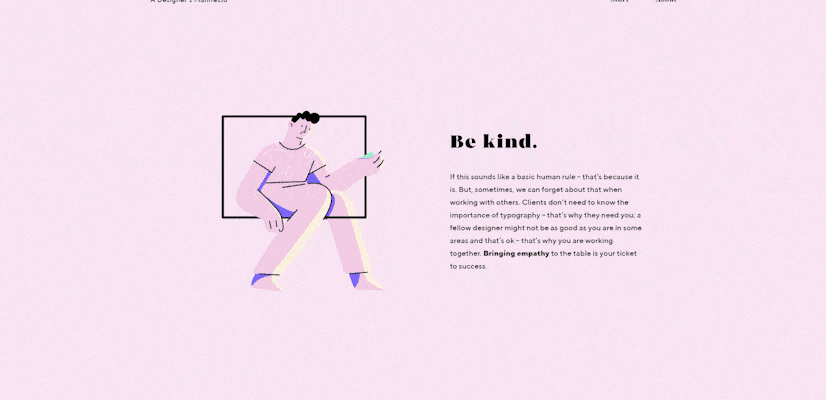 A Designer's Manifesto
Be kind.
If this sounds like a basic human rule – that's because it
is. But, sometimes, we can forget about that when
working with others. Clients don't need to know the
importance of typography – that's why they need you; a
fellow designer might not be as good as you are in some
areas and that's ok – that's why you are working
together. Bringing empathy to the table is your ticket
to success.